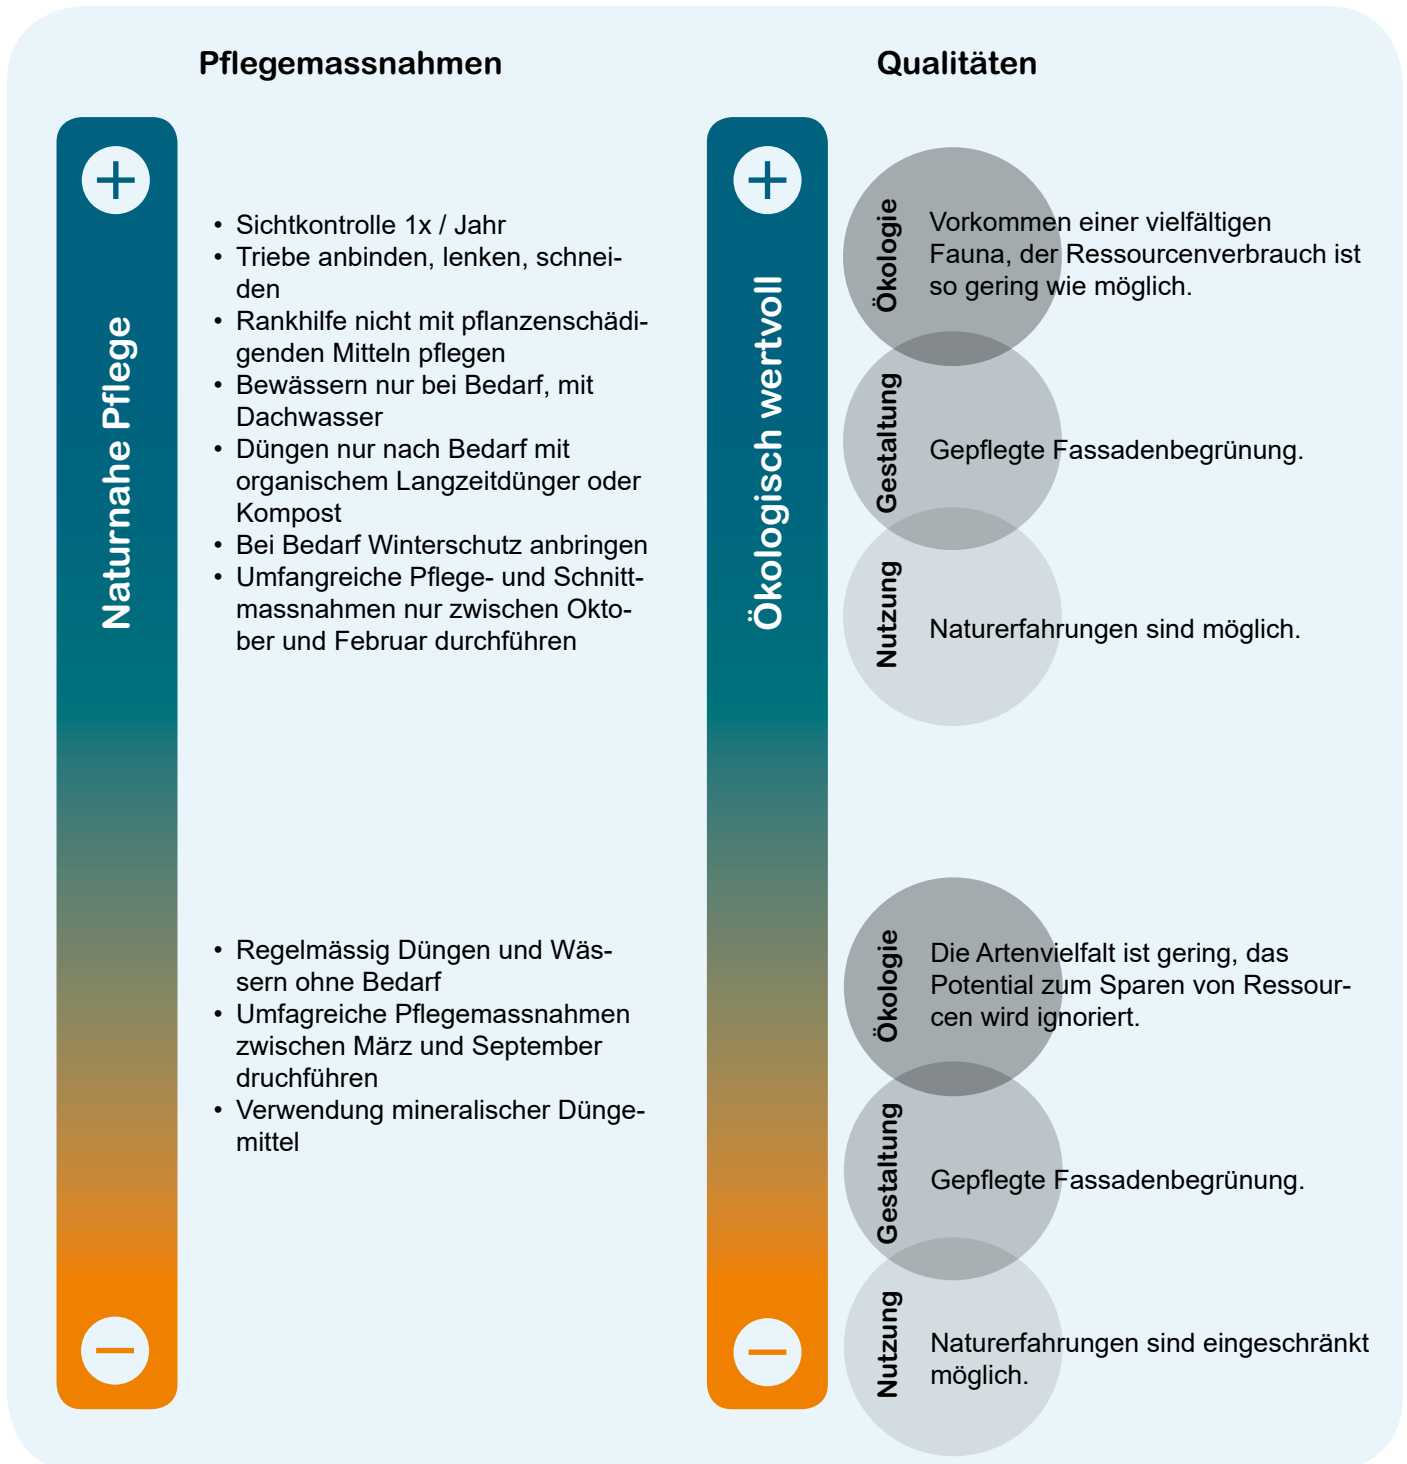 Pflegemassnahmen
Naturnahe Pflege
• Sichtkontrolle 1x / Jahr
• Triebe anbinden, lenken, schnei-
den
• Rankhilfe nicht mit pflanzenschädi-
genden Mitteln pflegen
• Bewässern nur bei Bedarf, mit
Dachwasser
• Düngen nur nach Bedarf mit
organischem Langzeitdünger oder
Kompost
• Bei Bedarf Winterschutz anbringen
• Umfangreiche Pflege- und Schnitt-
massnahmen nur zwischen Okto-
ber und Februar durchführen
• Regelmässig Düngen und Wäs-
sern ohne Bedarf
• Umfagreiche Pflegemassnahmen
zwischen März und September
druchführen
• Verwendung mineralischer Dünge-
mittel
Qualitäten
Ökologisch wertvoll
Ökologie
Vorkommen einer vielfältigen
Fauna, der Ressourcenverbrauch ist
so gering wie möglich.
Gestaltung
Gepflegte Fassadenbegrünung.
Nutzung
Naturerfahrungen sind möglich.
Ökologie
Die Artenvielfalt ist gering, das
Potential zum Sparen von Ressour-
cen wird ignoriert.
Gestaltung
Gepflegte Fassadenbegrünung.
Nutzung
Naturerfahrungen sind eingeschränkt
möglich.